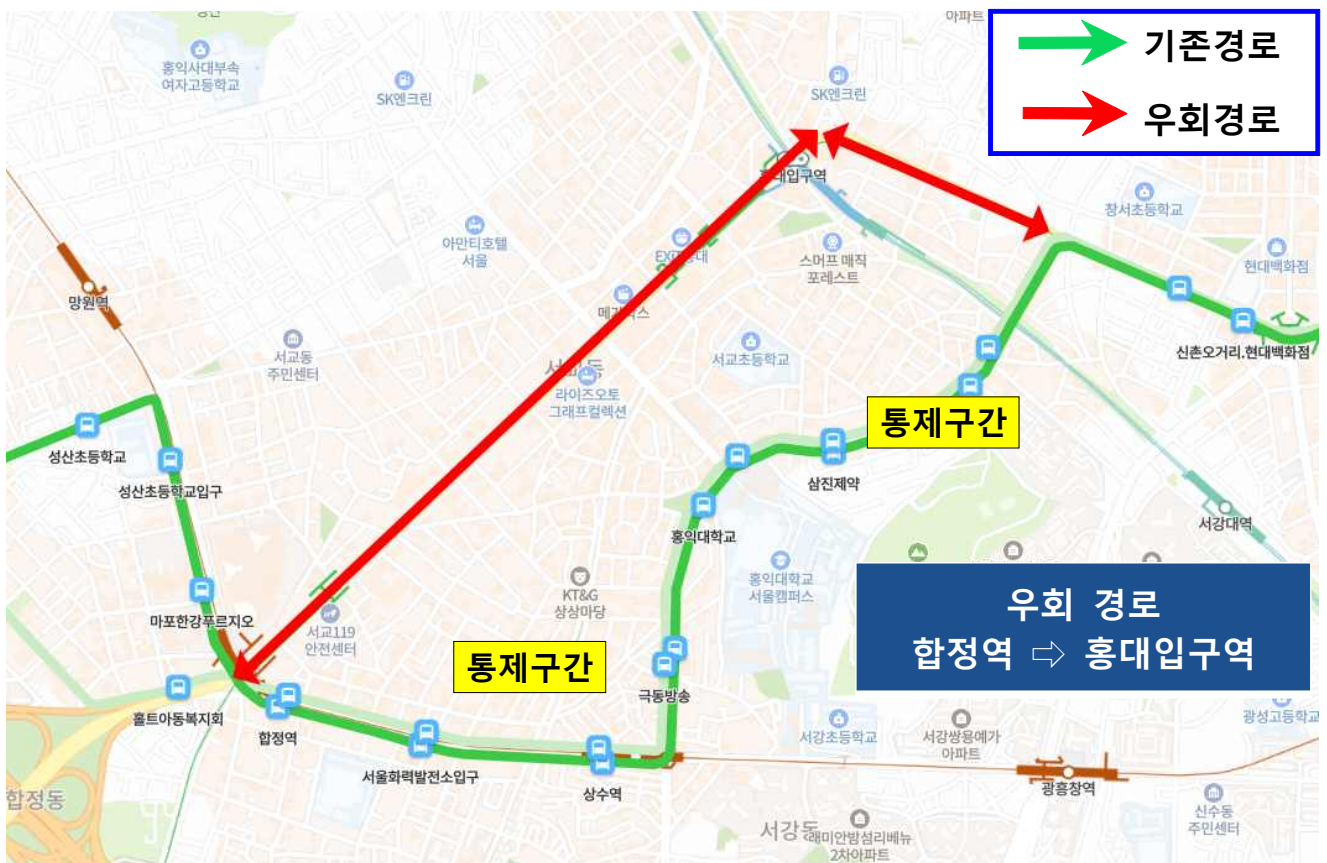 아파트
홍익사대부속
여자고등학교
SK엔크린
SK엔크린
기존경로
우회경로
홍대입구역
창서초등학교
아만티호텔
서울
스머프 매직
포레스트
현대백화점
망원역
서교동
주민센터
서교초등학교
신촌오거리.현대백화점
라이즈오토
그래프컬렉션
통제구간
성산초등학교
성산초등학교입구
삼진제약
서강대역
홍익대학교
홍익대학교
서울캠퍼스
KT&G
상상마당
마포한강푸르지오
서교119
안전센터
우회 경로
합정역 ⇨ 홍대입구역
통제구간
극동방송
홀트아동복지회
합정역
서강초등학교
서강쌍용예가
아파트
광성고등학교
서울화력발전소입구
상수역
광흥창역
합정동
서강동
래미안밤섬리베뉴
2차아파트
신수동
주민센터